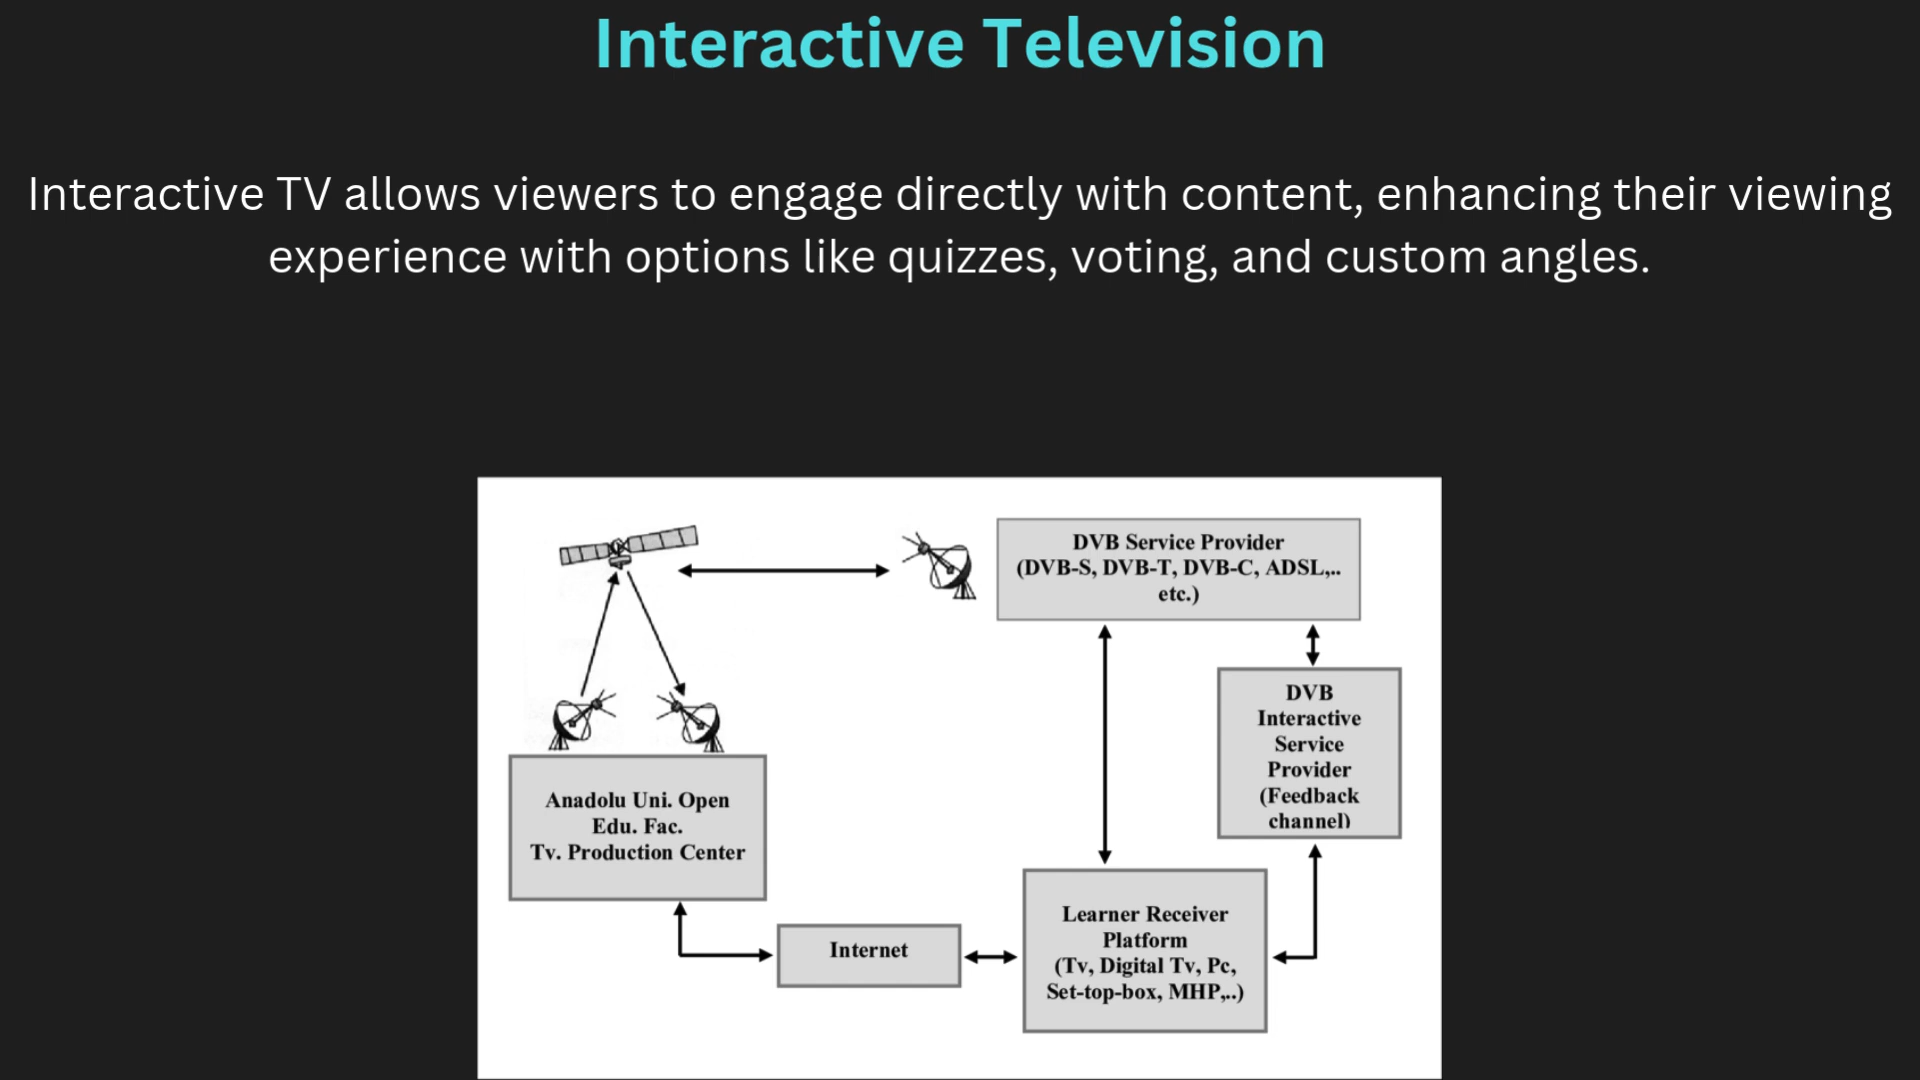 Interactive Television
Interactive TV allows viewers to engage directly with content, enhancing their viewing
experience with options like quizzes, voting, and custom angles.
DVB Service Provider
(DVB-S, DVB-T, DVB-C, ADSL,..
etc.)
DVB
Interactive
Service
Provider
(Feedback
channel)
Anadolu Uni. Open
Edu. Fac.
Tv. Production Center
Internet
Learner Receiver
Platform
(Tv, Digital Tv, Pc,
Set-top-box, MHP,..)